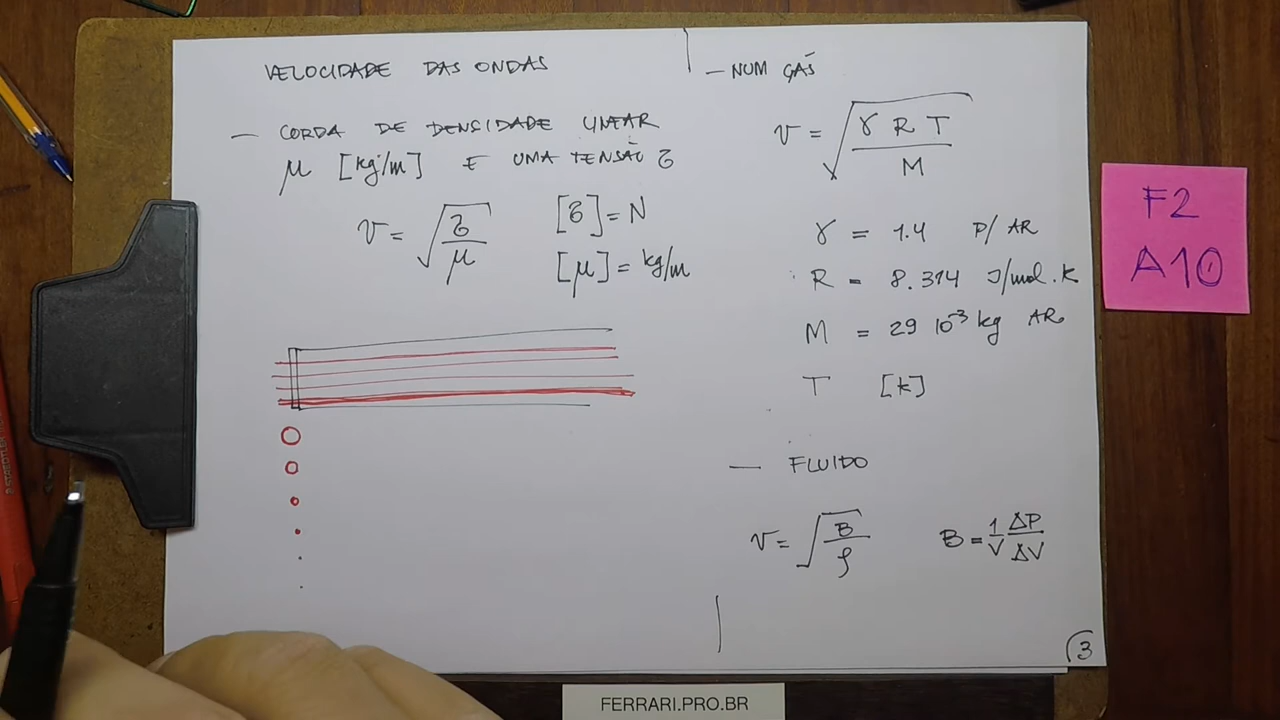 VELOCIDADE DAS ONDAS
— CORDA DE DENSIDADE LINEAR
μ [kg/m] E UMA TENSÃO τ
v = √(τ/μ) [τ] = N
[μ] = kg/m
— NUM GÁS
v = √(γ R T / M)
γ = 1.4 P/ AR
R = 8.314 J/mol.K
M = 29 10⁻³ kg AR
T [K]
— FLUIDO
v = √(B/ρ) B = 1/V ΔP/ΔV
3
F2
A10
FERRARI.PRO.BR